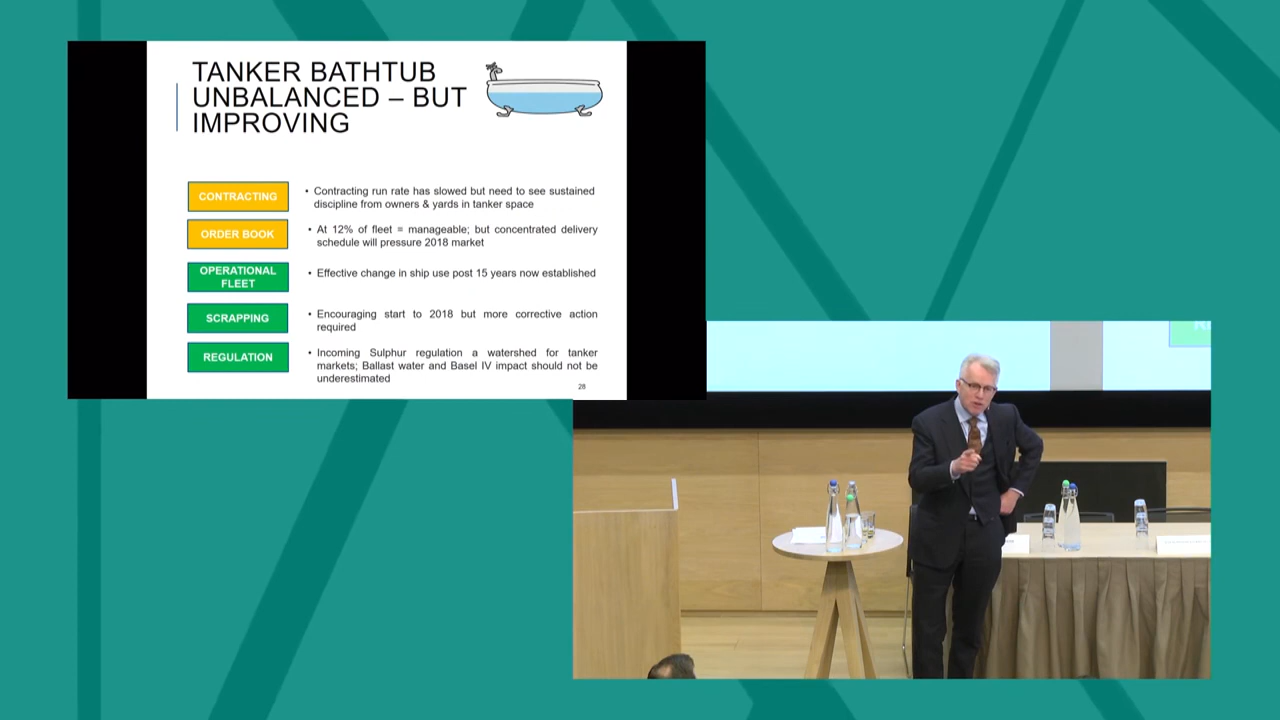 TANKER BATHTUB
UNBALANCED – BUT
IMPROVING
CONTRACTING
• Contracting run rate has slowed but need to see sustained
discipline from owners & yards in tanker space
ORDER BOOK
• At 12% of fleet = manageable; but concentrated delivery
schedule will pressure 2018 market
OPERATIONAL
FLEET
• Effective change in ship use post 15 years now established
SCRAPPING
• Encouraging start to 2018 but more corrective action
required
REGULATION
• Incoming Sulphur regulation a watershed for tanker
markets; Ballast water and Basel IV impact should not be
underestimated
28